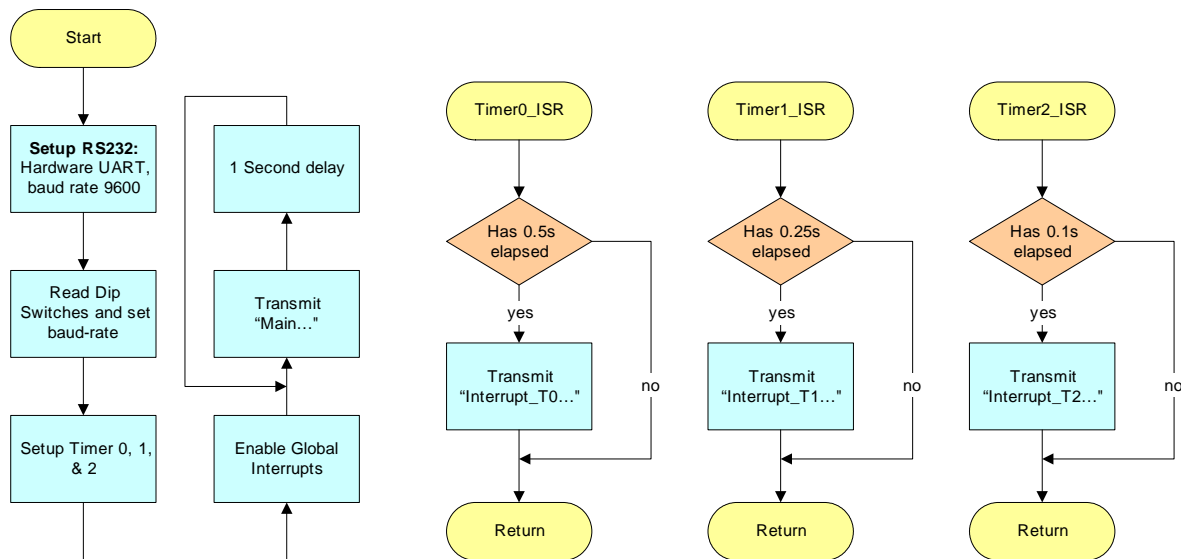 Start
Setup RS232:
Hardware UART,
baud rate 9600
Read Dip
Switches and set
baud-rate
Setup Timer 0, 1,
& 2
1 Second delay
Transmit
“Main…"
Enable Global
Interrupts
Timer0_ISR
Has 0.5s
elapsed
yes
no
Transmit
“Interrupt_T0…"
Return
Timer1_ISR
Has 0.25s
elapsed
yes
no
Transmit
“Interrupt_T1…"
Return
Timer2_ISR
Has 0.1s
elapsed
yes
no
Transmit
“Interrupt_T2…"
Return